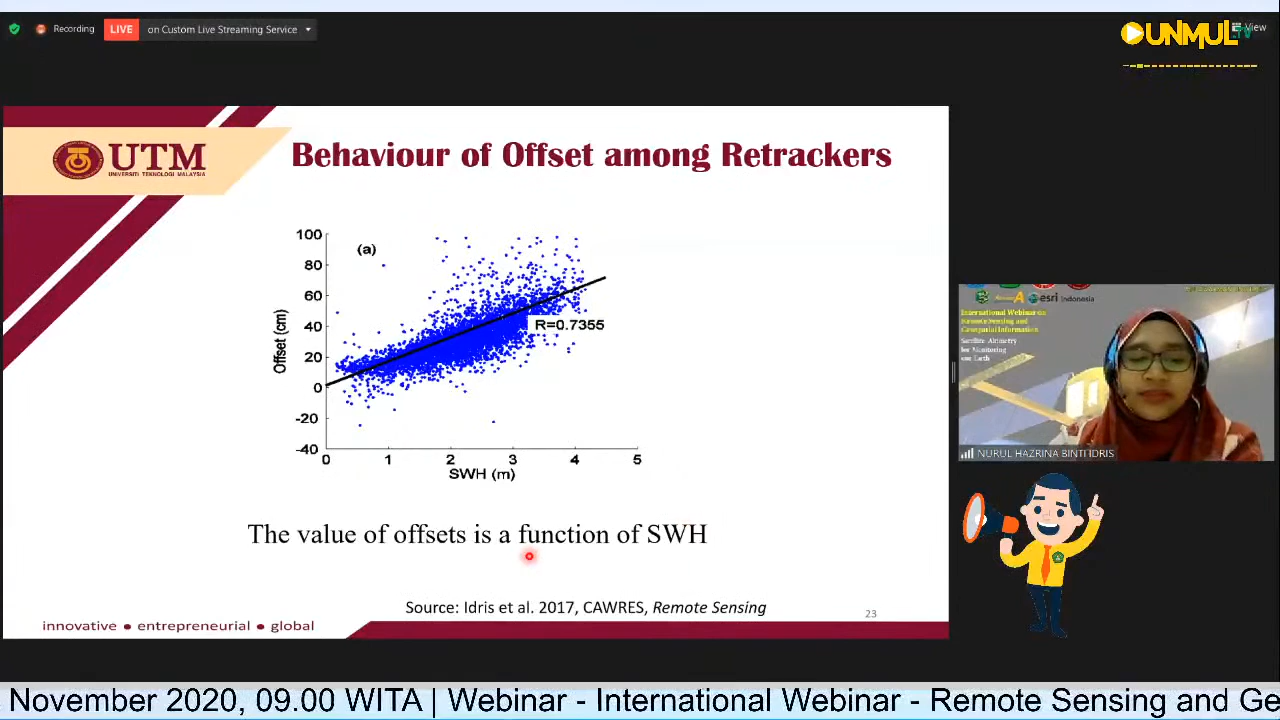 Recording
LIVE
on Custom Live Streaming Service
View
UNMUL
TV
UTM
UNIVERSITI TEKNOLOGI MALAYSIA
Behaviour of Offset among Retrackers
100
80
60
40
20
0
-20
-40
Offset (cm)
(a)
R=0.7355
0 1 2 3 4 5
SWH (m)
The value of offsets is a function of SWH
Source: Idris et al. 2017, CAWRES, Remote Sensing
23
innovative ● entrepreneurial ● global
esri Indonesia
International Webinar on
Remote Sensing and
Geospatial Information
Satellite Altimetry
for Monitoring
our Earth
NURUL HAZRINA BINTI IDRIS
November 2020, 09.00 WITA | Webinar - International Webinar - Remote Sensing and Ge